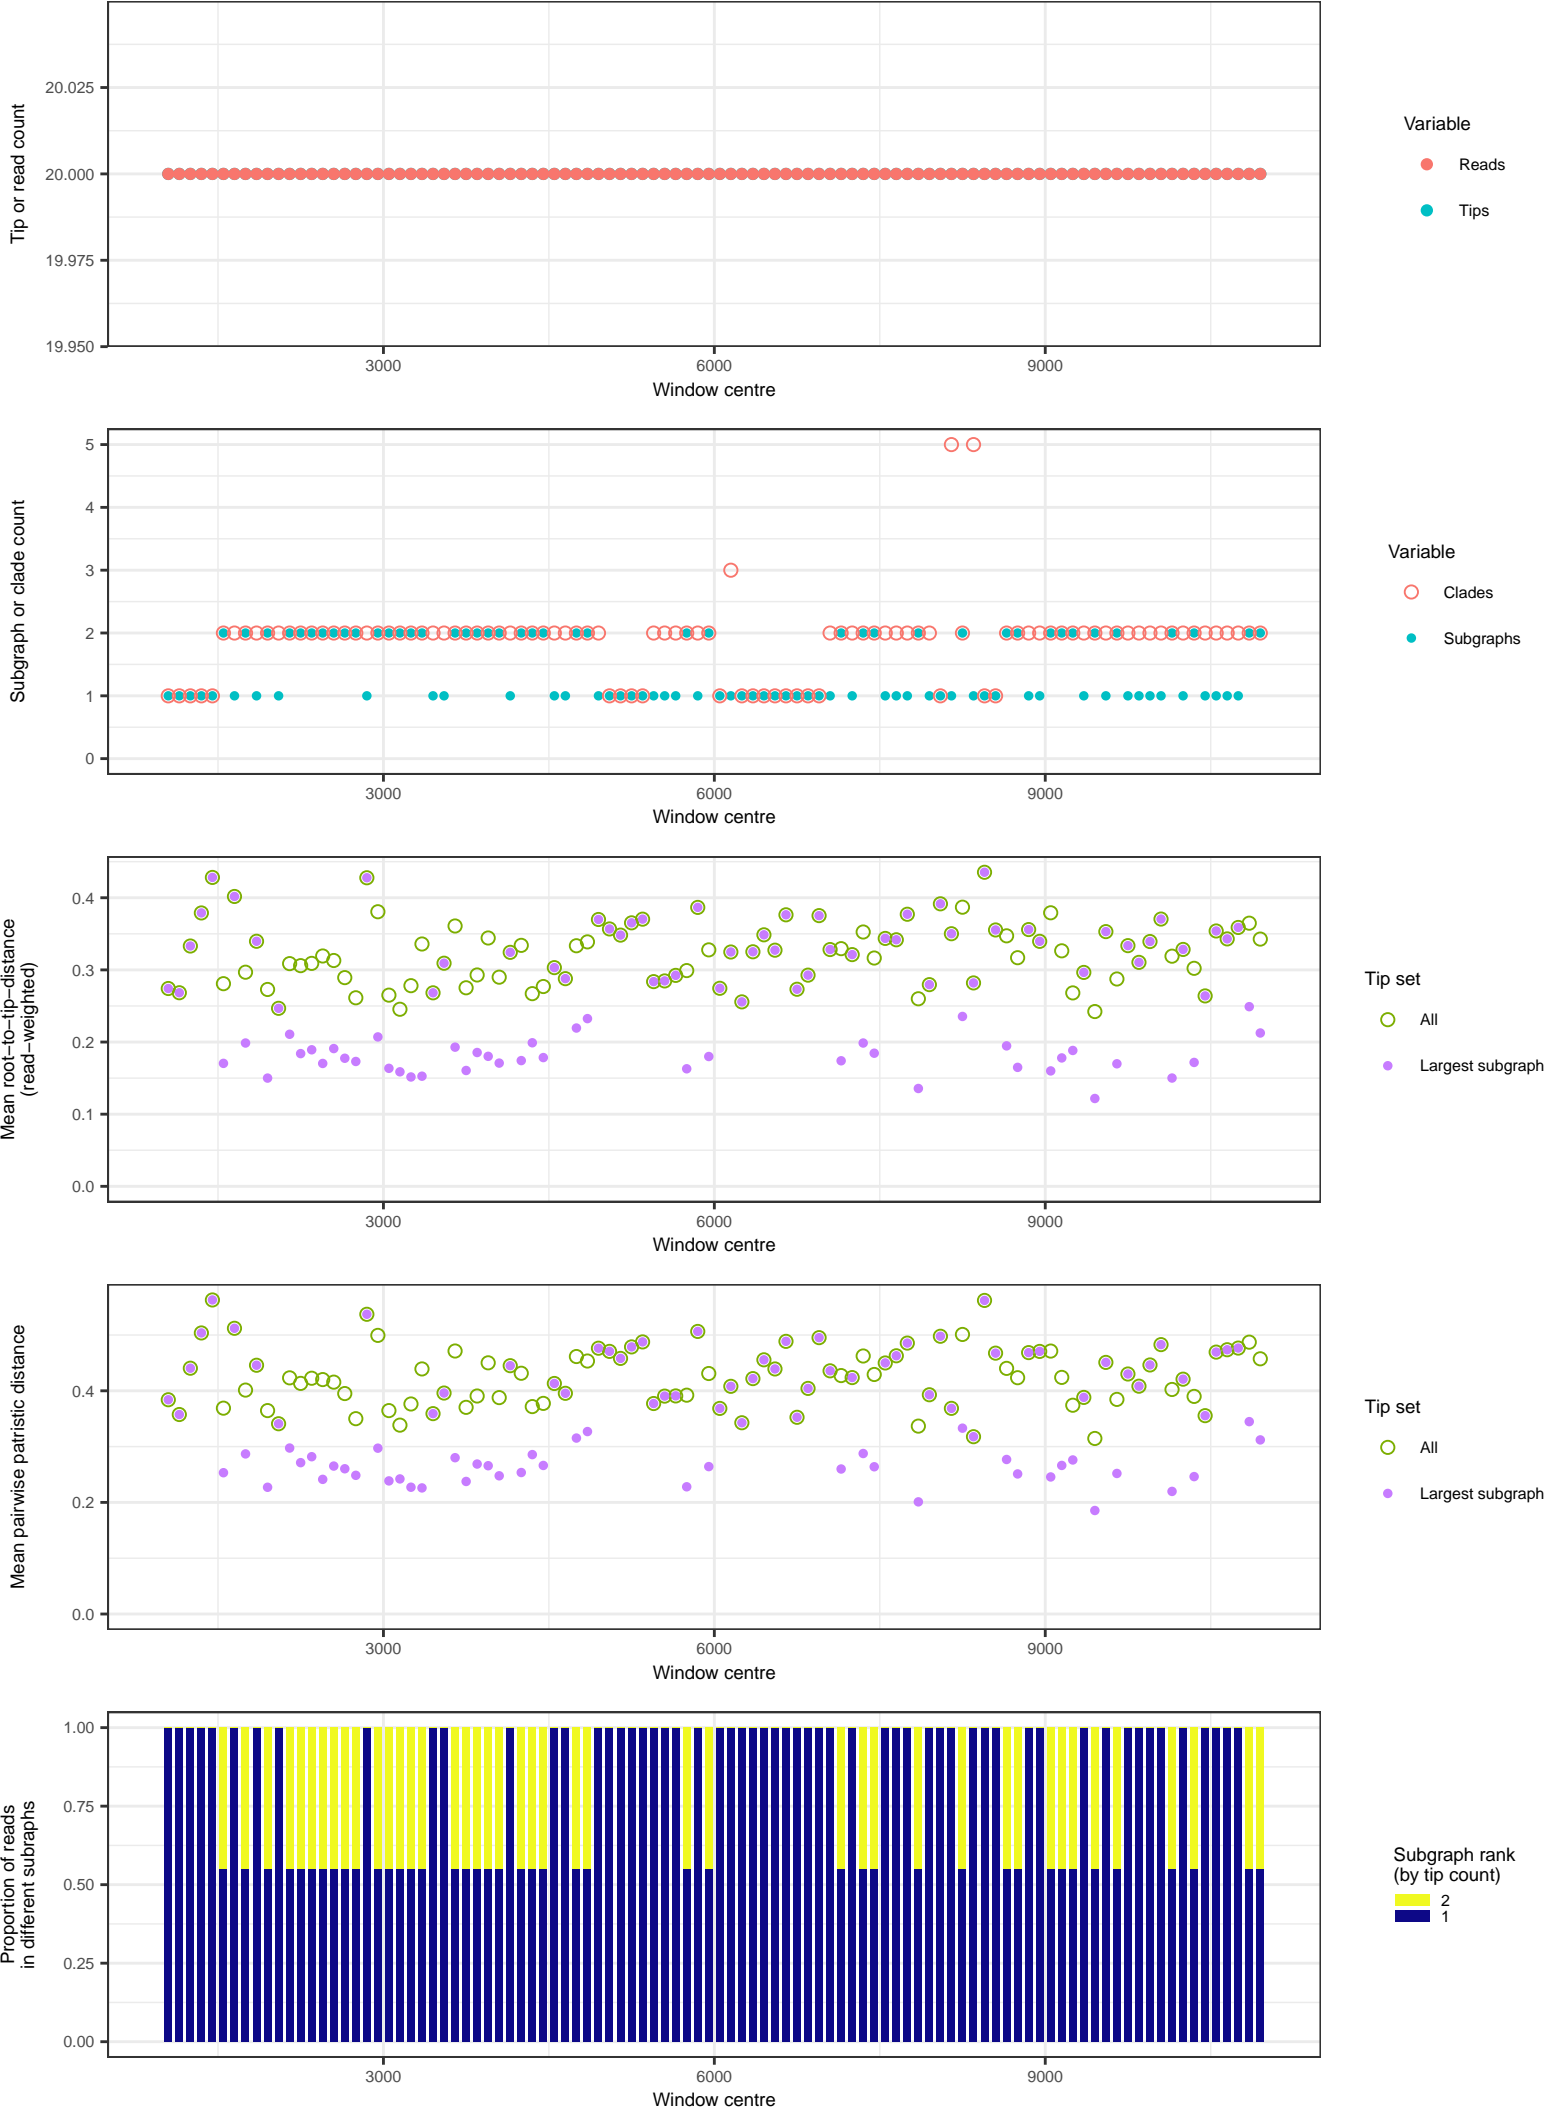 20.025
20.000
19.975
19.950
Tip or read count
3000
6000
9000
Window centre
Variable
Reads
Tips
5
4
3
2
1
0
Subgraph or clade count
3000
6000
9000
Window centre
Variable
Clades
Subgraphs
0.4
0.3
0.2
0.1
0.0
Mean root−to−tip−distance
(read−weighted)
3000
6000
9000
Window centre
Tip set
All
Largest subgraph
0.4
0.2
0.0
Mean pairwise patristic distance
3000
6000
9000
Window centre
Tip set
All
Largest subgraph
1.00
0.75
0.50
0.25
0.00
Proportion of reads
in different subraphs
3000
6000
9000
Window centre
Subgraph rank
(by tip count)
2
1